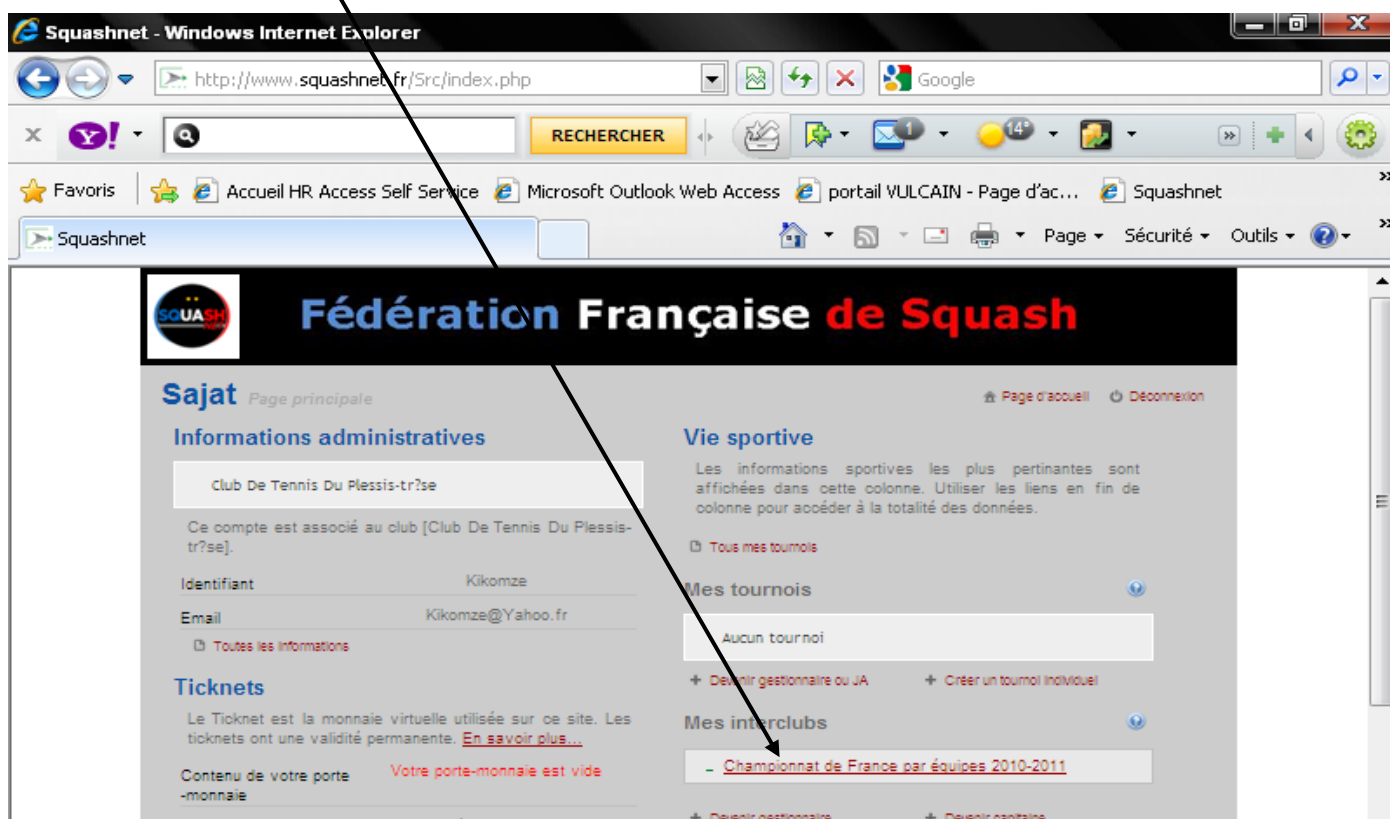 Squashnet - Windows Internet Explorer
http://www.squashnet.fr/Src/index.php
Google
RECHERCHER
1
14°
Favoris
Accueil HR Access Self Service
Microsoft Outlook Web Access
portail VULCAIN - Page d'ac...
Squashnet
Squashnet
Page
Sécurité
Outils
SQUASH
Fédération Française de Squash
Sajat Page principale
Page d'accueil
Déconnexion
Informations administratives
Club De Tennis Du Plessis-tr?se
Ce compte est associé au club [Club De Tennis Du Plessis-
tr?se].
Identifiant Kikomze
Email Kikomze@Yahoo.fr
Toutes les informations
Ticknets
Le Ticknet est la monnaie virtuelle utilisée sur ce site. Les
ticknets ont une validité permanente. En savoir plus...
Contenu de votre porte
-monnaie
Votre porte-monnaie est vide
Vie sportive
Les informations sportives les plus pertinantes sont
affichées dans cette colonne. Utiliser les liens en fin de
colonne pour accéder à la totalité des données.
Tous mes tournois
Mes tournois
Aucun tournoi
+ Devenir gestionnaire ou JA
+ Créer un tournoi individuel
Mes interclubs
- Championnat de France par équipes 2010-2011
+ Devenir gestionnaire
+ Devenir capitaine